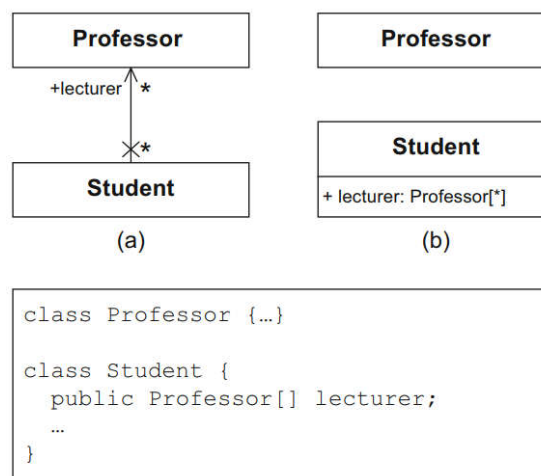 Professor
+lecturer *
*
Student
(a)
Professor
Student
+ lecturer: Professor[*]
(b)
class Professor {…}
class Student {
public Professor[] lecturer;
…
}